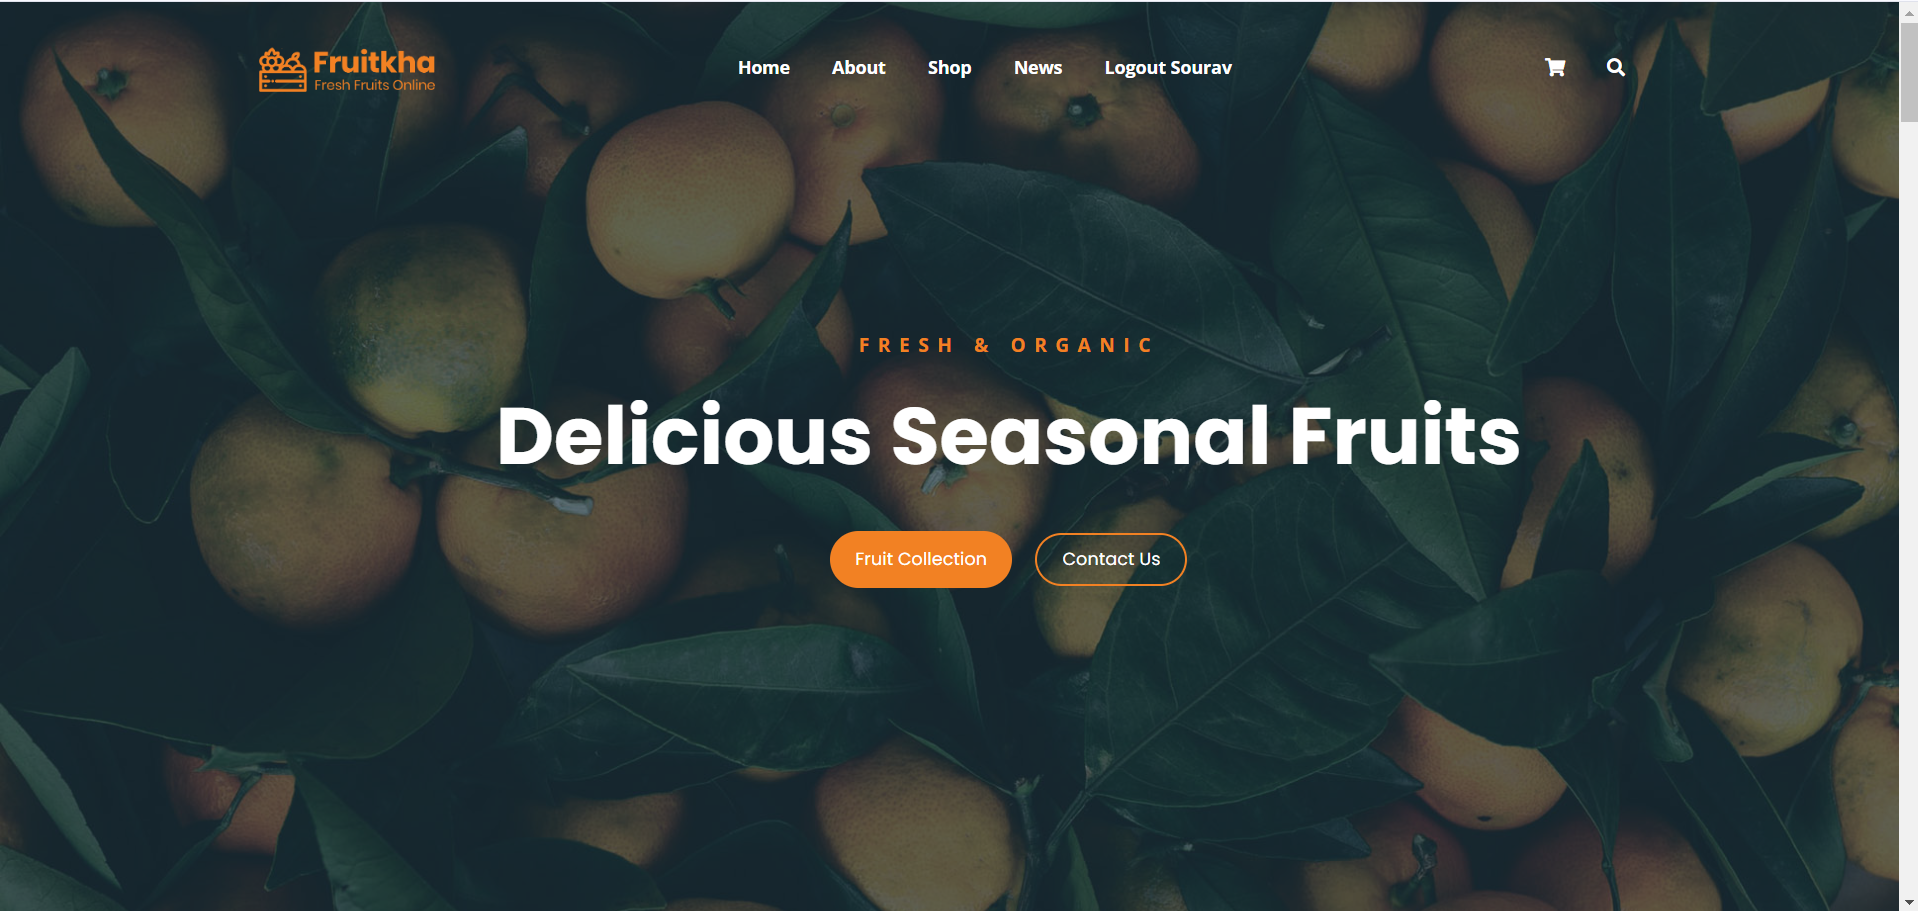 Fruitkha
Fresh Fruits Online
Home About Shop News Logout Sourav
FRESH & ORGANIC
Delicious Seasonal Fruits
Fruit Collection Contact Us